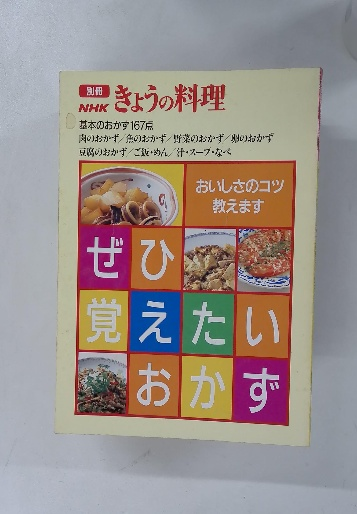 別冊
NHK きょうの料理
基本のおかず167点
肉のおかず/魚のおかず/野菜のおかず/卵のおかず
豆腐のおかず/ご飯・めん/汁・スープ・なべ
おいしさのコツ
教えます
ぜひ
覚えたい
おかず